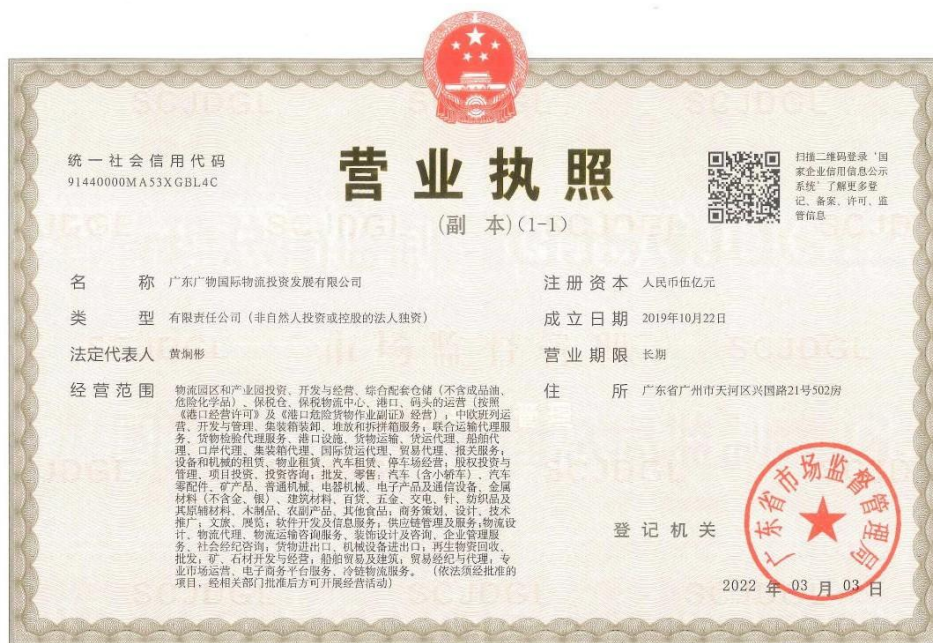 统一社会信用代码
91440000MA53XGBL4C
营业执照
(副 本)(1-1)
扫描二维码登录‘国
家企业信用信息公示
系统’了解更多登
记、备案、许可、监
管信息
名 称 广东广物国际物流投资发展有限公司
类 型 有限责任公司（非自然人投资或控股的法人独资）
法定代表人 黄炯彬
经营范围 物流园区和产业园投资、开发与经营、综合配套仓储（不含成品油、
危险化学品）、保税仓、保税物流中心、港口、码头的运营（按照
《港口经营许可》及《港口危险货物作业副证》经营）；中欧班列运
营、开发与管理、集装箱装卸、堆放和拆拼箱服务；联合运输代理服
务、货物检验代理服务、港口设施、货物运输、货运代理、船舶代
理、口岸代理、集装箱代理、国际货运代理、贸易代理、报关服务；
设备和机械的租赁、物业租赁、汽车租赁、停车场经营；股权投资与
管理、项目投资、投资咨询；批发、零售：汽车（含小轿车）、汽车
零配件、矿产品、普通机械、电器机械、电子产品及通信设备、金属
材料（不含金、银）、建筑材料、百货、五金、交电、针、纺织品及
其原辅材料、木制品、农副产品、其他食品；商务策划、设计、技术
推广；文旅、展览；软件开发及信息服务；供应链管理及服务；物流设
计、物流代理、物流运输咨询服务、装饰设计及咨询、企业管理服
务、社会经纪咨询；货物进出口、机械设备进出口；再生物资回收、
批发；矿、石材开发与经营；船舶贸易及建筑；贸易经纪与代理；专
业市场运营、电子商务平台服务、冷链物流服务。（依法须经批准的
项目，经相关部门批准后方可开展经营活动）
注册资本 人民币伍亿元
成立日期 2019年10月22日
营业期限 长期
住 所 广东省广州市天河区兴国路21号502房
登记机关
广东省市场监督管理局
2022 年 03 月 03 日
SCJDGL